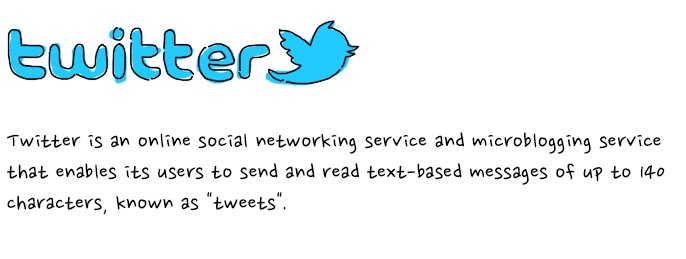 twitter
Twitter is an online social networking service and microblogging service
that enables its users to send and read text-based messages of up to 140
characters, known as "tweets".